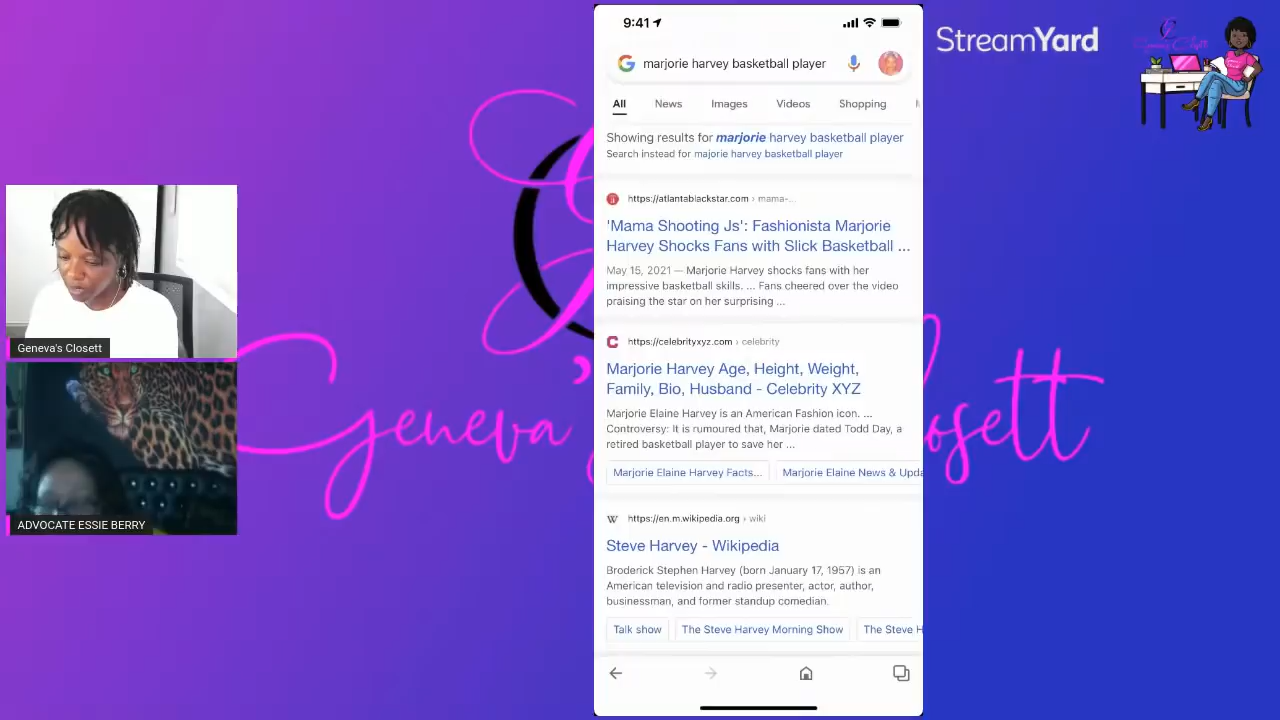 9:41
marjorie harvey basketball player
All News Images Videos Shopping
Showing results for marjorie harvey basketball player
Search instead for majorie harvey basketball player
https://atlantablackstar.com › mama-...
'Mama Shooting Js': Fashionista Marjorie
Harvey Shocks Fans with Slick Basketball ...
May 15, 2021 — Marjorie Harvey shocks fans with her
impressive basketball skills. ... Fans cheered over the video
praising the star on her surprising ...
https://celebrityxyz.com › celebrity
Marjorie Harvey Age, Height, Weight,
Family, Bio, Husband - Celebrity XYZ
Marjorie Elaine Harvey is an American Fashion icon. ...
Controversy: It is rumoured that, Marjorie dated Todd Day, a
retired basketball player to save her ...
Marjorie Elaine Harvey Facts... Marjorie Elaine News & Upda
https://en.m.wikipedia.org › wiki
Steve Harvey - Wikipedia
Broderick Stephen Harvey (born January 17, 1957) is an
American television and radio presenter, actor, author,
businessman, and former standup comedian.
Talk show The Steve Harvey Morning Show The Steve H
StreamYard
Geneva's Closett
ADVOCATE ESSIE BERRY
Geneva's losett